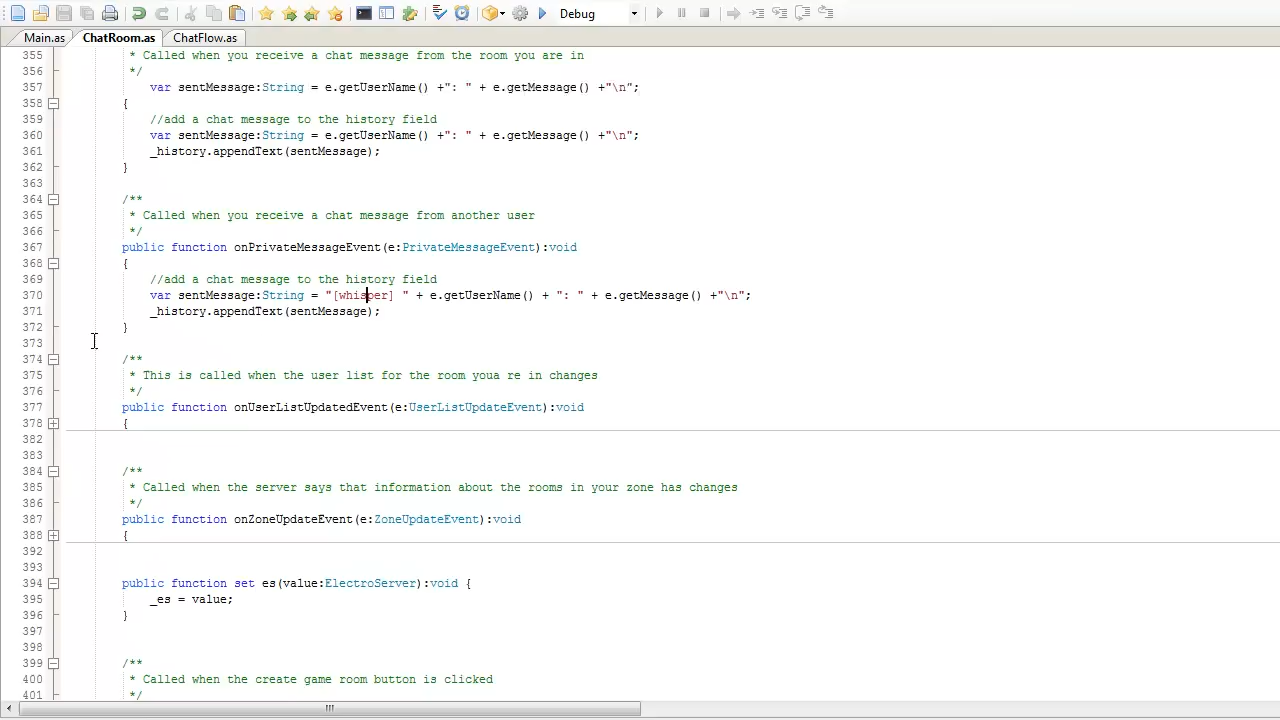 Debug
Main.as ChatRoom.as ChatFlow.as
355 * Called when you receive a chat message from the room you are in
356 */
357 var sentMessage:String = e.getUserName() +": " + e.getMessage() +"\n";
358 {
359 //add a chat message to the history field
360 var sentMessage:String = e.getUserName() +": " + e.getMessage() +"\n";
361 _history.appendText(sentMessage);
362 }
363
364 /**
365 * Called when you receive a chat message from another user
366 */
367 public function onPrivateMessageEvent(e:PrivateMessageEvent):void
368 {
369 //add a chat message to the history field
370 var sentMessage:String = "[whisper] " + e.getUserName() + ": " + e.getMessage() +"\n";
371 _history.appendText(sentMessage);
372 }
373
374 /**
375 * This is called when the user list for the room youa re in changes
376 */
377 public function onUserListUpdatedEvent(e:UserListUpdateEvent):void
378 {
382
383
384 /**
385 * Called when the server says that information about the rooms in your zone has changes
386 */
387 public function onZoneUpdateEvent(e:ZoneUpdateEvent):void
388 {
392
393
394 public function set es(value:ElectroServer):void {
395 _es = value;
396 }
397
398
399 /**
400 * Called when the create game room button is clicked
401 */